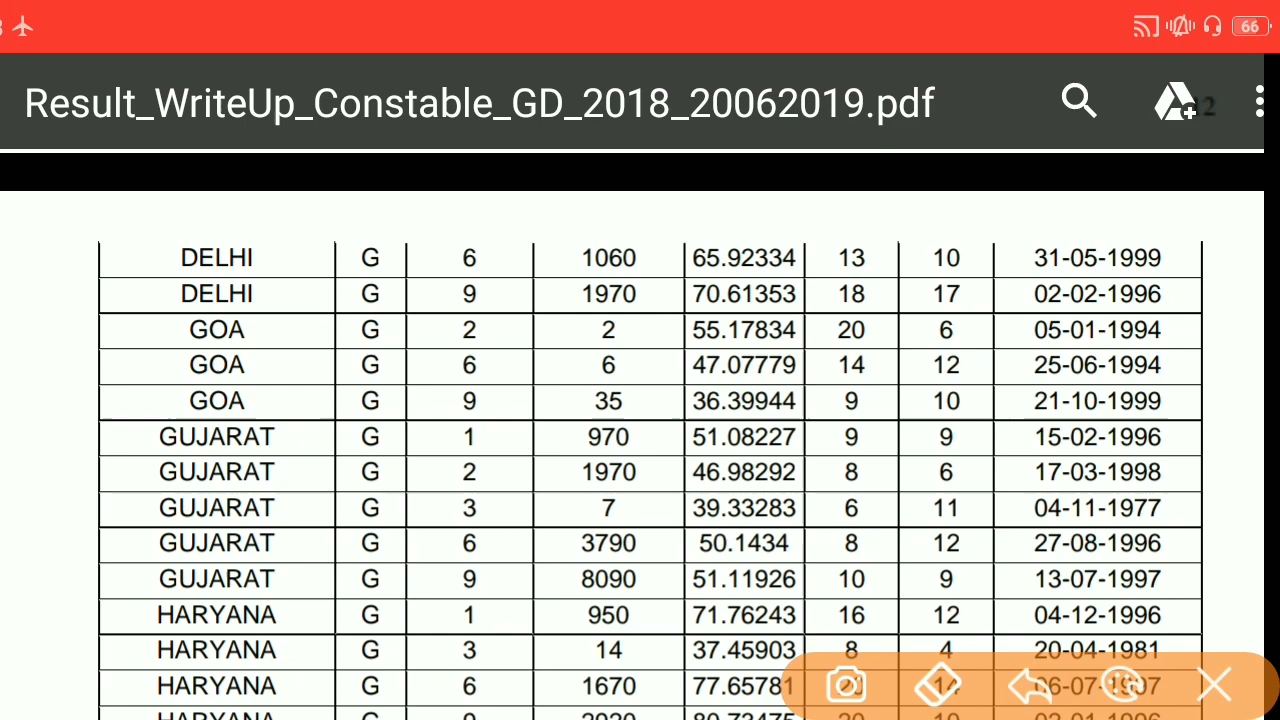 66
Result_WriteUp_Constable_GD_2018_20062019.pdf
DELHI G 6 1060 65.92334 13 10 31-05-1999
DELHI G 9 1970 70.61353 18 17 02-02-1996
GOA G 2 2 55.17834 20 6 05-01-1994
GOA G 6 6 47.07779 14 12 25-06-1994
GOA G 9 35 36.39944 9 10 21-10-1999
GUJARAT G 1 970 51.08227 9 9 15-02-1996
GUJARAT G 2 1970 46.98292 8 6 17-03-1998
GUJARAT G 3 7 39.33283 6 11 04-11-1977
GUJARAT G 6 3790 50.1434 8 12 27-08-1996
GUJARAT G 9 8090 51.11926 10 9 13-07-1997
HARYANA G 1 950 71.76243 16 12 04-12-1996
HARYANA G 3 14 37.45903 8 4 20-04-1981
HARYANA G 6 1670 77.65781
HARYANA